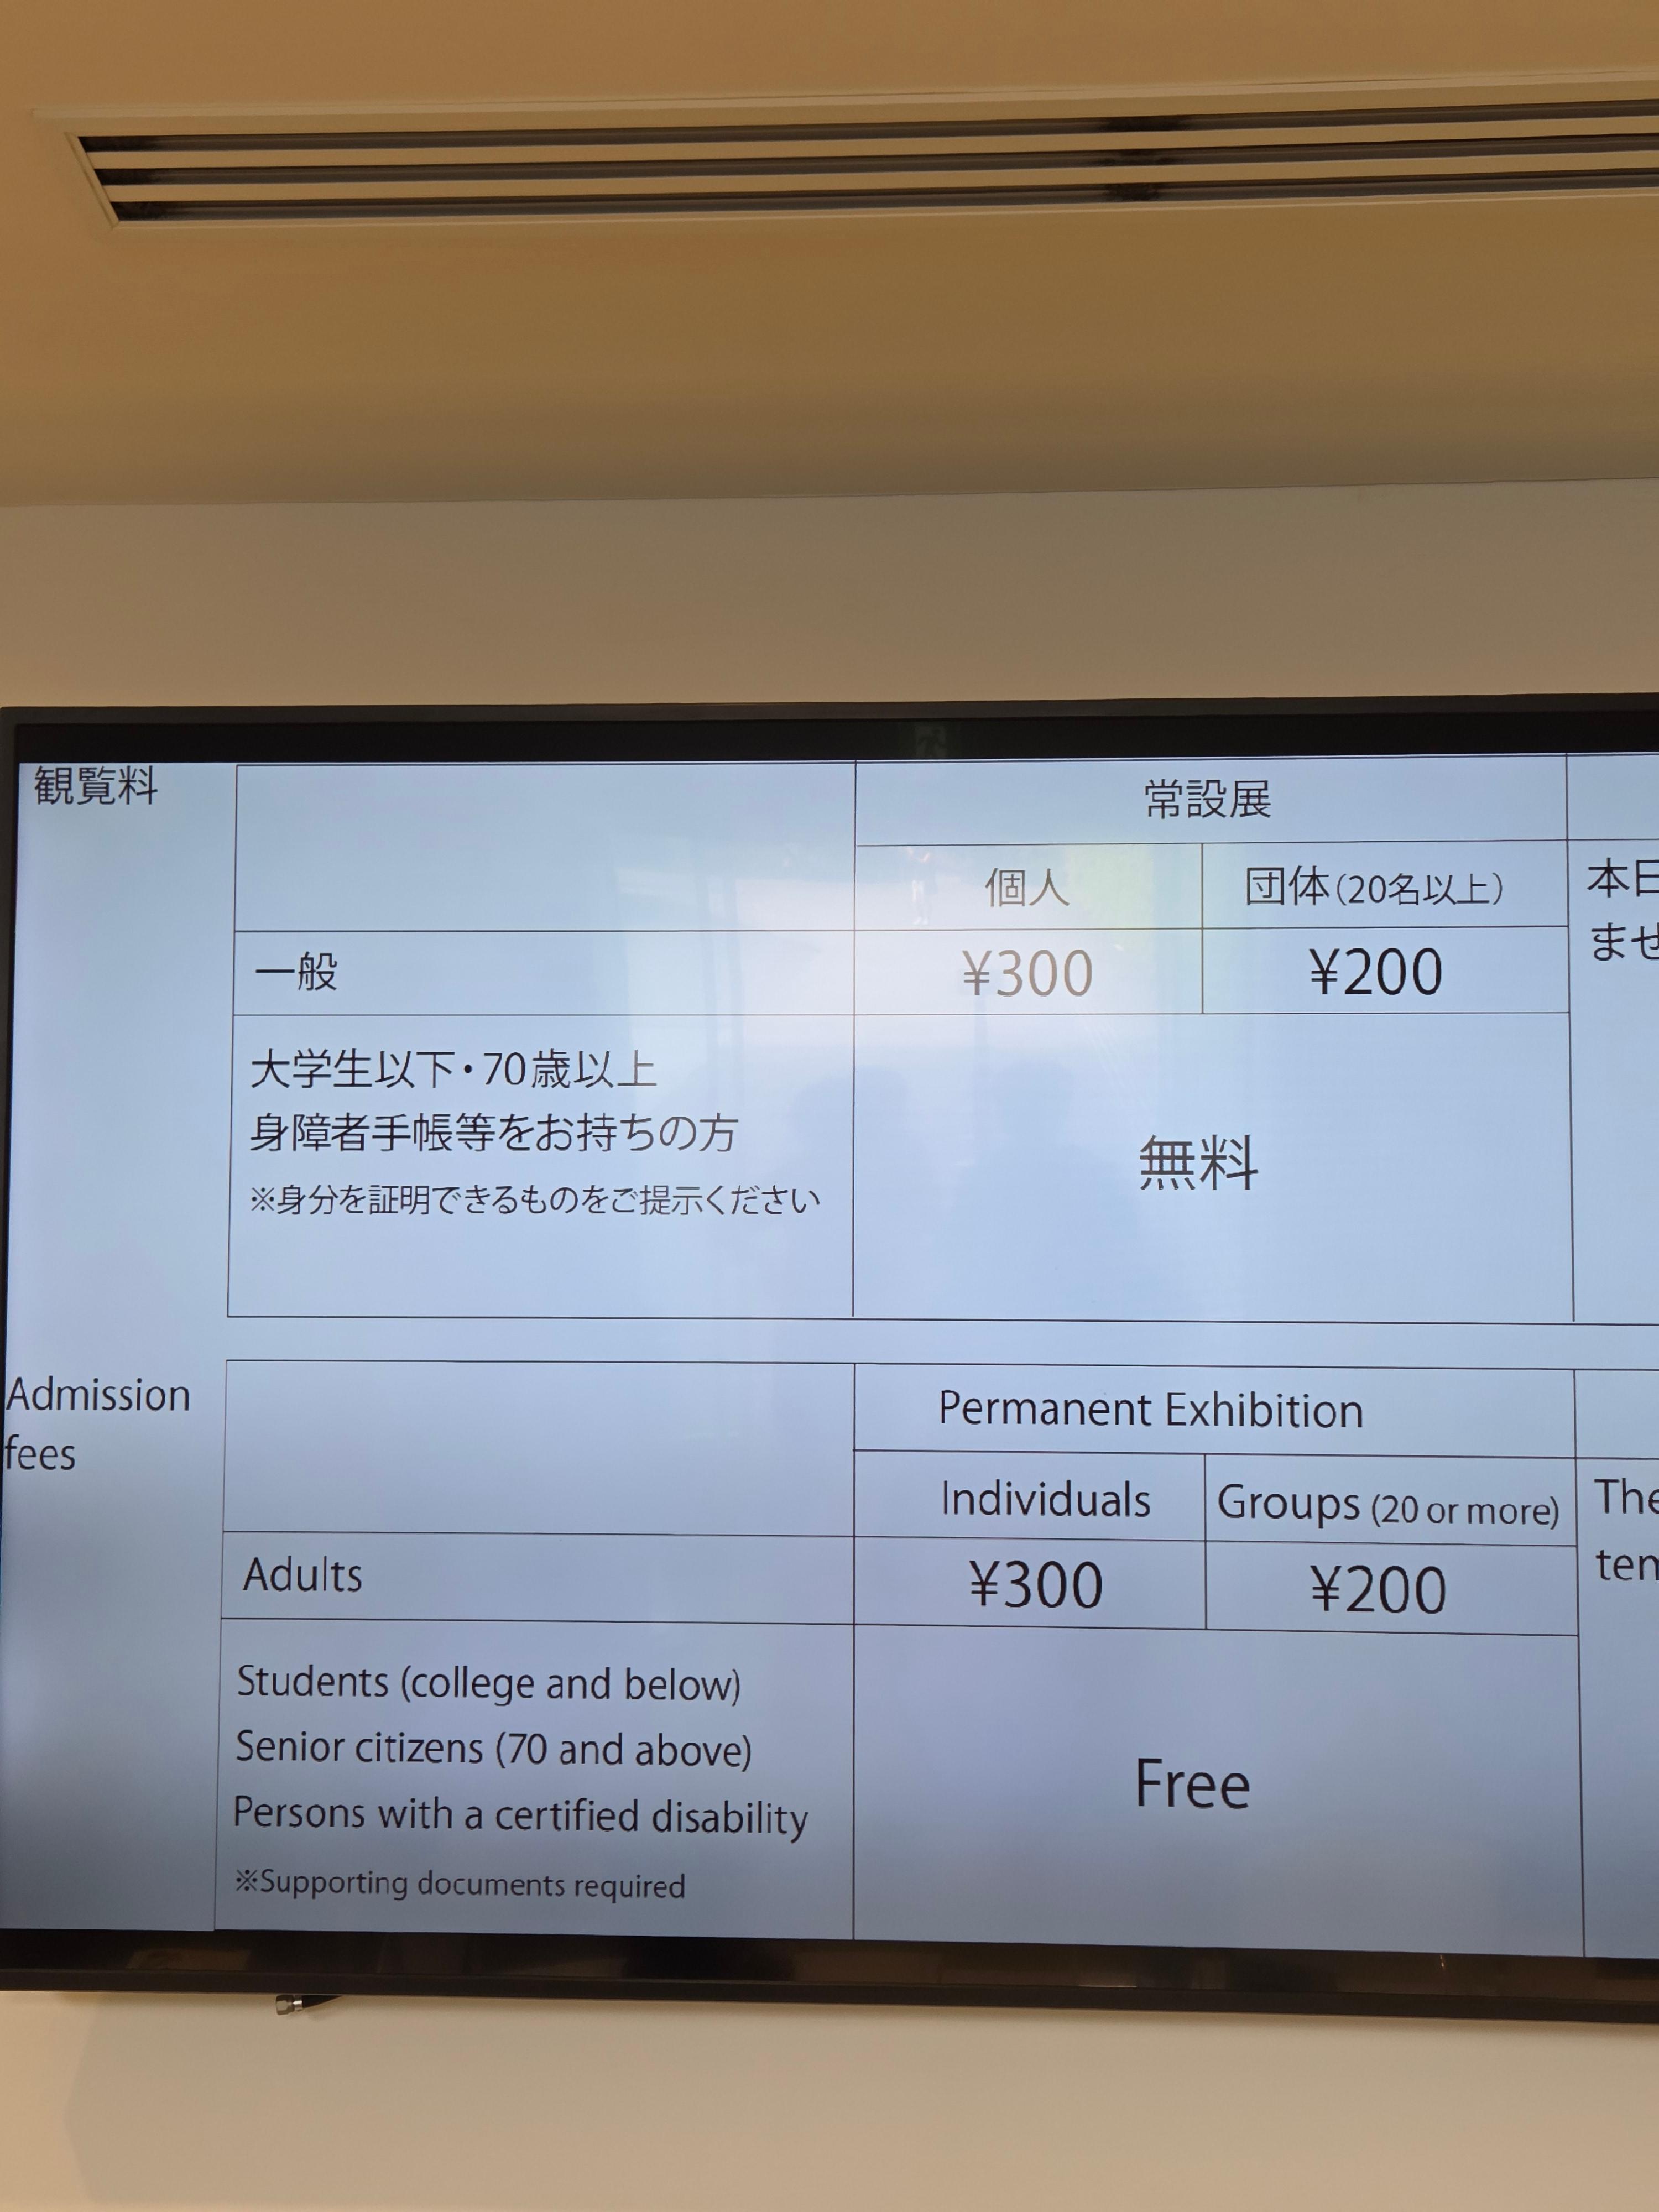 観覧料
常設展
個人 団体（20名以上）
一般 ¥300 ¥200
大学生以下・70歳以上
身障者手帳等をお持ちの方
※身分を証明できるものをご提示ください
無料
本日
ませ
Admission
fees
Permanent Exhibition
Individuals Groups (20 or more)
Adults ¥300 ¥200
Students (college and below)
Senior citizens (70 and above)
Persons with a certified disability
※Supporting documents required
Free
The